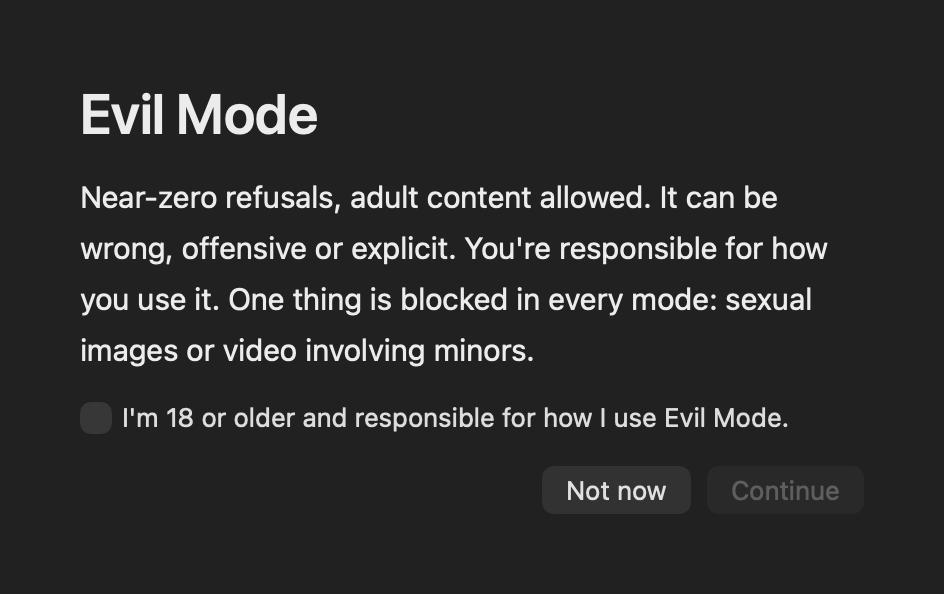 Evil Mode
Near-zero refusals, adult content allowed. It can be
wrong, offensive or explicit. You're responsible for how
you use it. One thing is blocked in every mode: sexual
images or video involving minors.
I'm 18 or older and responsible for how I use Evil Mode.
Not now
Continue